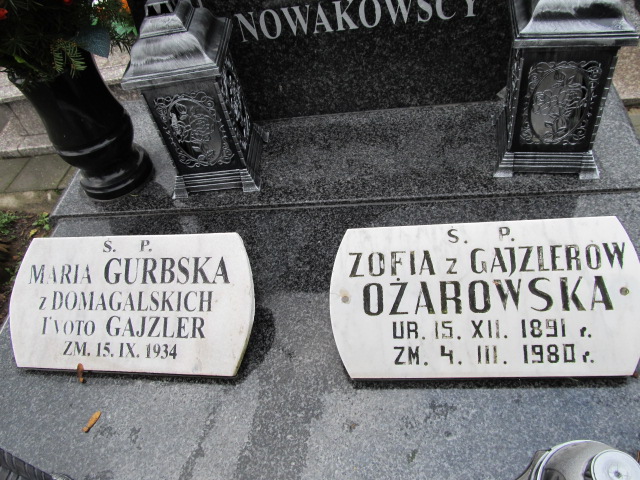 NOWAKOWSCY
Ś. P.
MARIA GURBSKA
z DOMAGALSKICH
I'VOTO GAJZLER
ZM. 15. IX. 1934
Ś. P.
ZOFIA z GAJZLERÓW
OŻAROWSKA
UR. 15. XII. 1891 r.
ZM. 4. III. 1980 r.